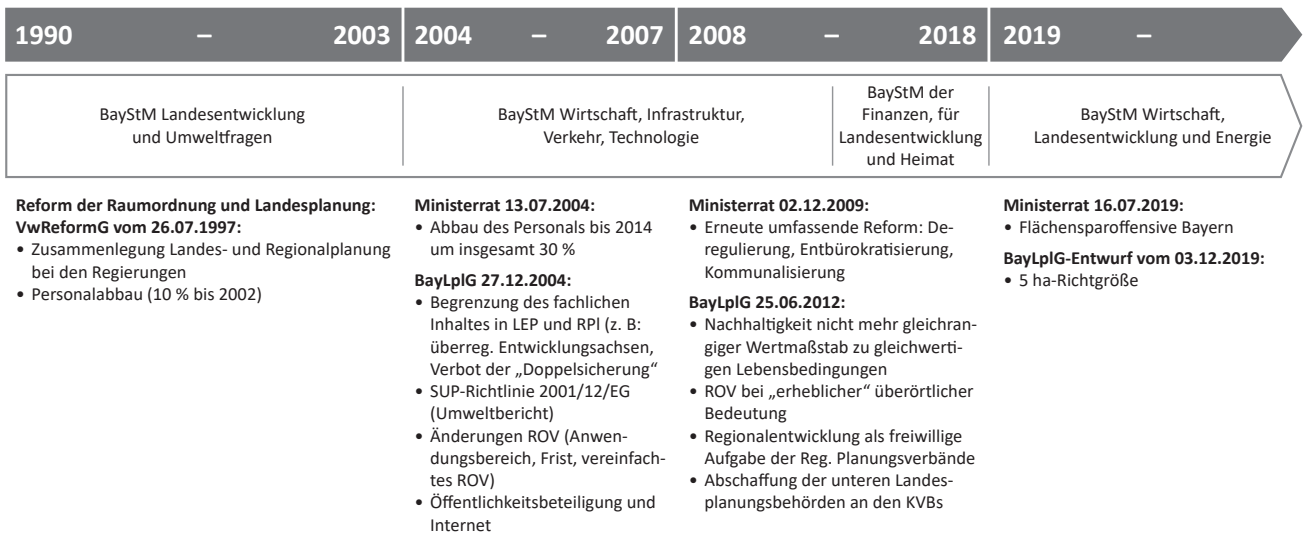 1990 – 2003
2004 – 2007
2008 – 2018
2019 –
BayStM Landesentwicklung
und Umweltfragen
BayStM Wirtschaft, Infrastruktur,
Verkehr, Technologie
BayStM der
Finanzen, für
Landesentwicklung
und Heimat
BayStM Wirtschaft,
Landesentwicklung und Energie
Reform der Raumordnung und Landesplanung:
VwReformG vom 26.07.1997:
• Zusammenlegung Landes- und Regionalplanung
bei den Regierungen
• Personalabbau (10 % bis 2002)
Ministerrat 13.07.2004:
• Abbau des Personals bis 2014
um insgesamt 30 %
BayLplG 27.12.2004:
• Begrenzung des fachlichen
Inhaltes in LEP und RPl (z. B:
überreg. Entwicklungsachsen,
Verbot der „Doppelsicherung“
• SUP-Richtlinie 2001/12/EG
(Umweltbericht)
• Änderungen ROV (Anwen-
dungsbereich, Frist, vereinfach-
tes ROV)
• Öffentlichkeitsbeteiligung und
Internet
Ministerrat 02.12.2009:
• Erneute umfassende Reform: De-
regulierung, Entbürokratisierung,
Kommunalisierung
BayLplG 25.06.2012:
• Nachhaltigkeit nicht mehr gleichran-
giger Wertmaßstab zu gleichwerti-
gen Lebensbedingungen
• ROV bei „erheblicher“ überörtlicher
Bedeutung
• Regionalentwicklung als freiwillige
Aufgabe der Reg. Planungsverbände
• Abschaffung der unteren Landes-
planungsbehörden an den KVBs
Ministerrat 16.07.2019:
• Flächensparoffensive Bayern
BayLplG-Entwurf vom 03.12.2019:
• 5 ha-Richtgröße